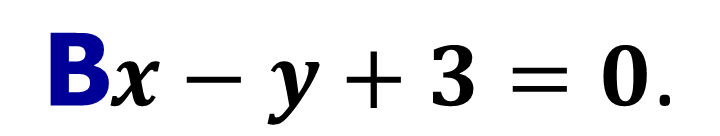 Bx − y + 3 = 0.